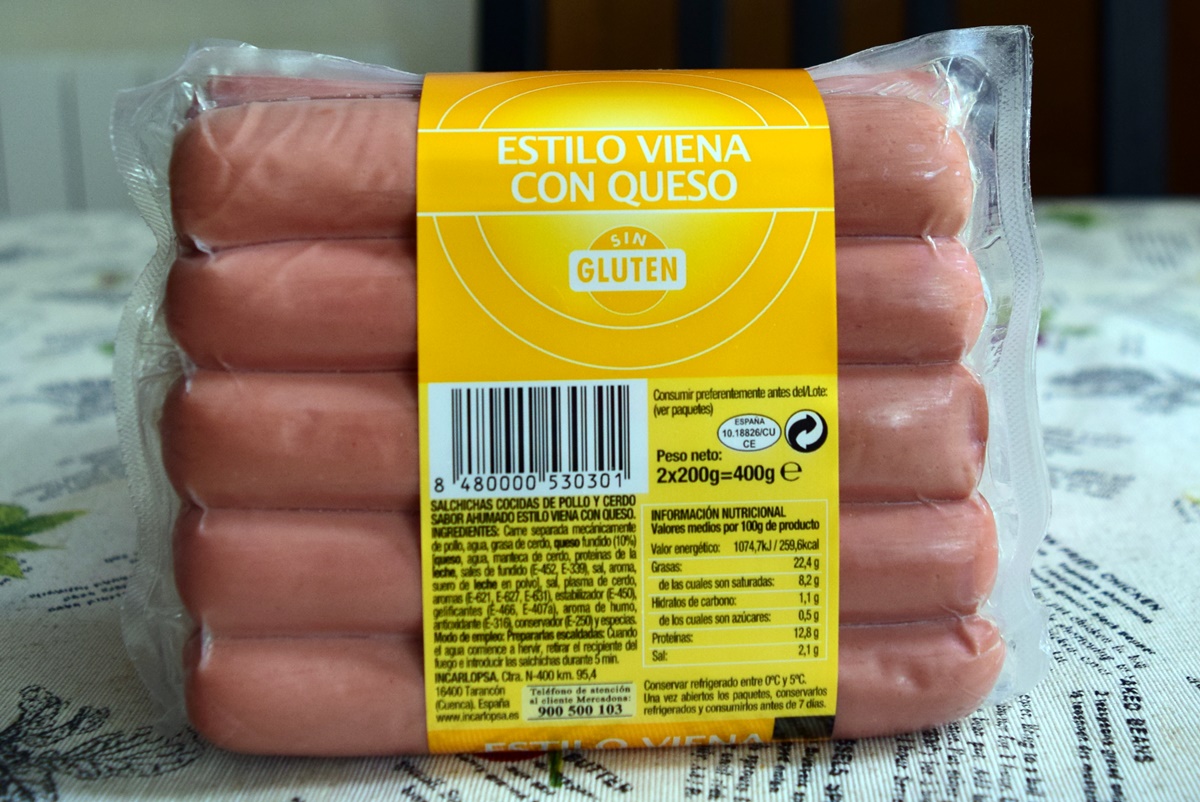 ESTILO VIENA
CON QUESO
SIN
GLUTEN
8 480000 530301
Consumir preferentemente antes del/Lote:
(ver paquetes)
ESPAÑA
10.18826/CU
CE
Peso neto:
2x200g=400g e
SALCHICHAS COCIDAS DE POLLO Y CERDO
SABOR AHUMADO ESTILO VIENA CON QUESO.
INGREDIENTES: Carne separada mecánicamente
de pollo, agua, grasa de cerdo, queso fundido (10%)
(queso, agua, manteca de cerdo, proteínas de la
leche, sales de fundido (E-452, E-339), sal, aroma,
suero de leche en polvo), sal, plasma de cerdo,
aromas (E-621, E-627, E-631), estabilizador (E-450),
gelificantes (E-466, E-407a), aroma de humo,
antioxidante (E-316), conservador (E-250) y especias.
Modo de empleo: Prepararlas escaldadas: Cuando
el agua comience a hervir, retirar el recipiente del
fuego e introducir las salchichas durante 5 min.
INCARLOPSA. Ctra. N-400 km. 95,4
16400 Tarancón
(Cuenca). España
www.incarlopsa.es
Teléfono de atención
al cliente Mercadona:
900 500 103
INFORMACIÓN NUTRICIONAL
Valores medios por 100g de producto
Valor energético: 1074,7kJ / 259,6kcal
Grasas: 22,4 g
de las cuales son saturadas: 8,2 g
Hidratos de carbono: 1,1 g
de los cuales son azúcares: 0,5 g
Proteínas: 12,8 g
Sal: 2,1 g
Conservar refrigerado entre 0ºC y 5ºC.
Una vez abiertos los paquetes, conservarlos
refrigerados y consumirlos antes de 7 días.
ESTILO VIENA
FRIED CHICKEN
BAKED BEANS